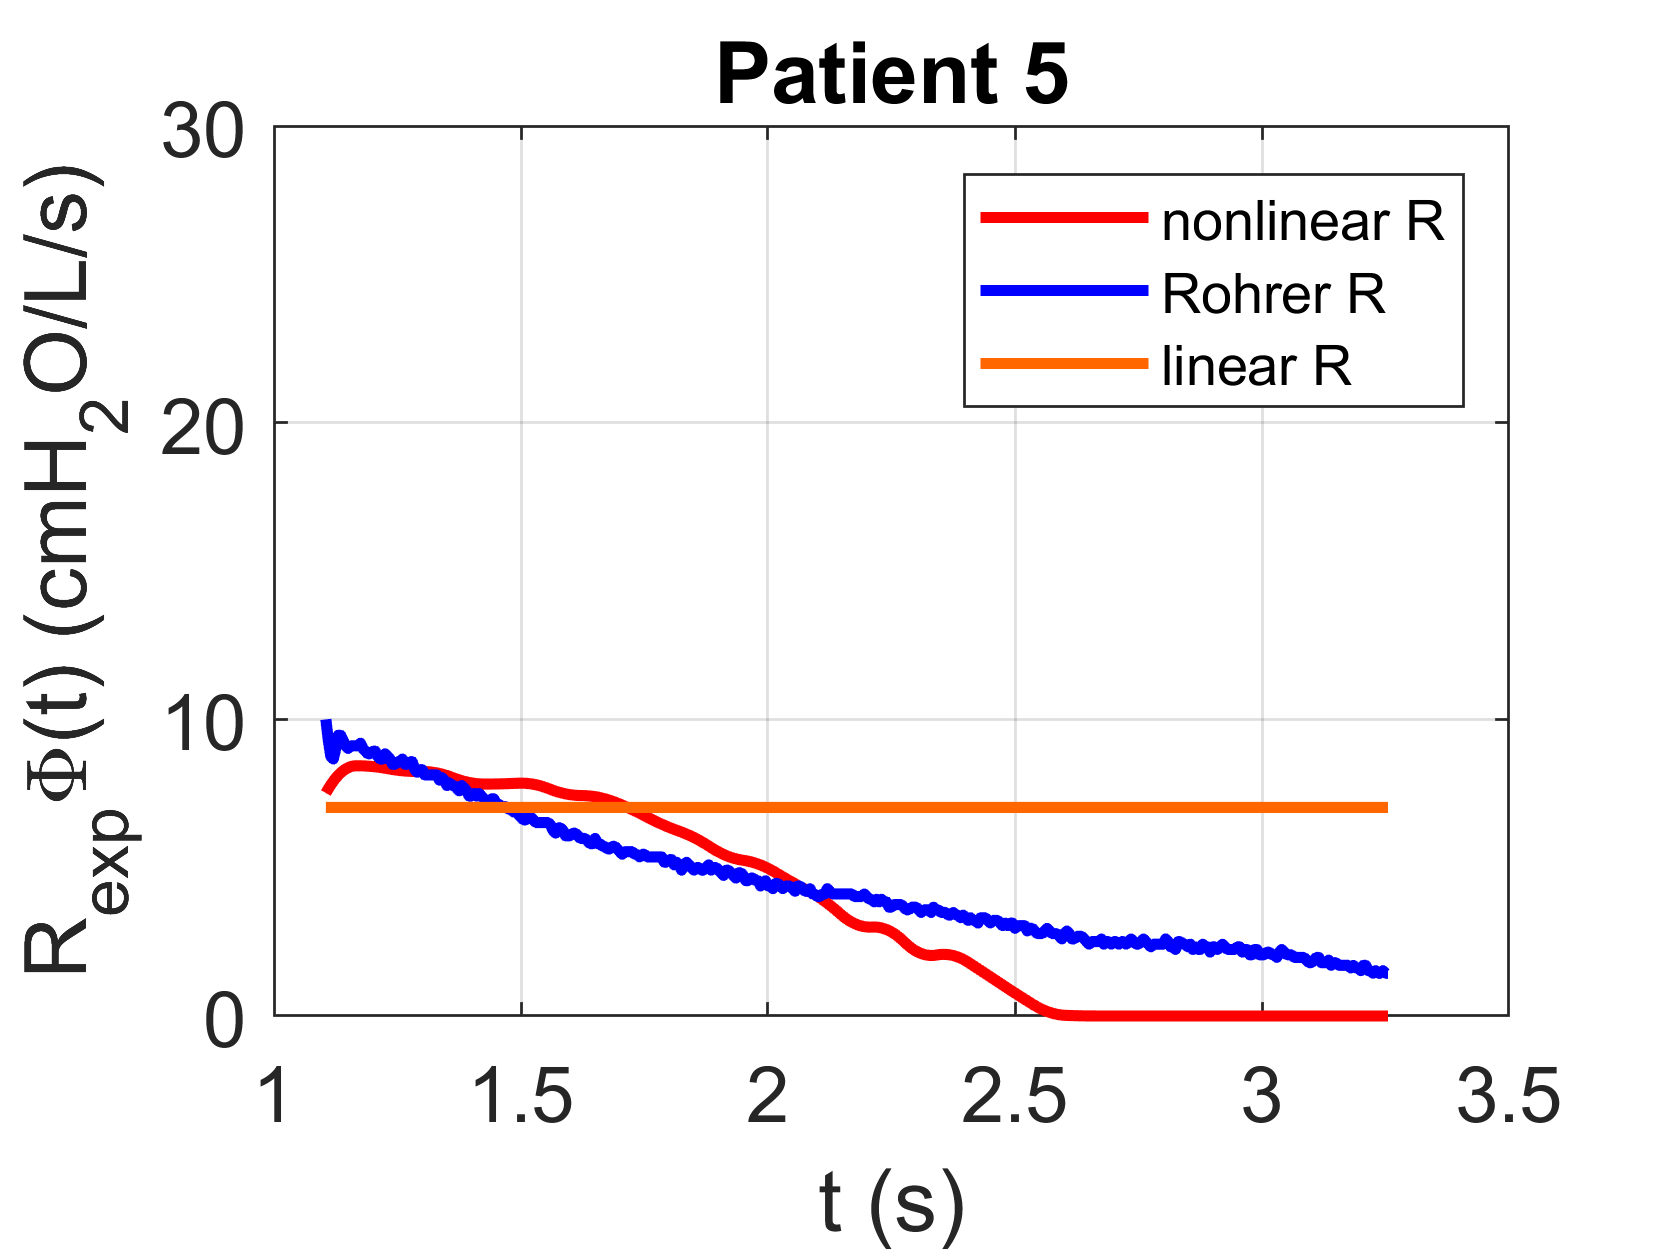 Patient 5
R_exp Φ(t) (cmH_2O/L/s)
30
20
10
0
nonlinear R
Rohrer R
linear R
1 1.5 2 2.5 3 3.5
t (s)